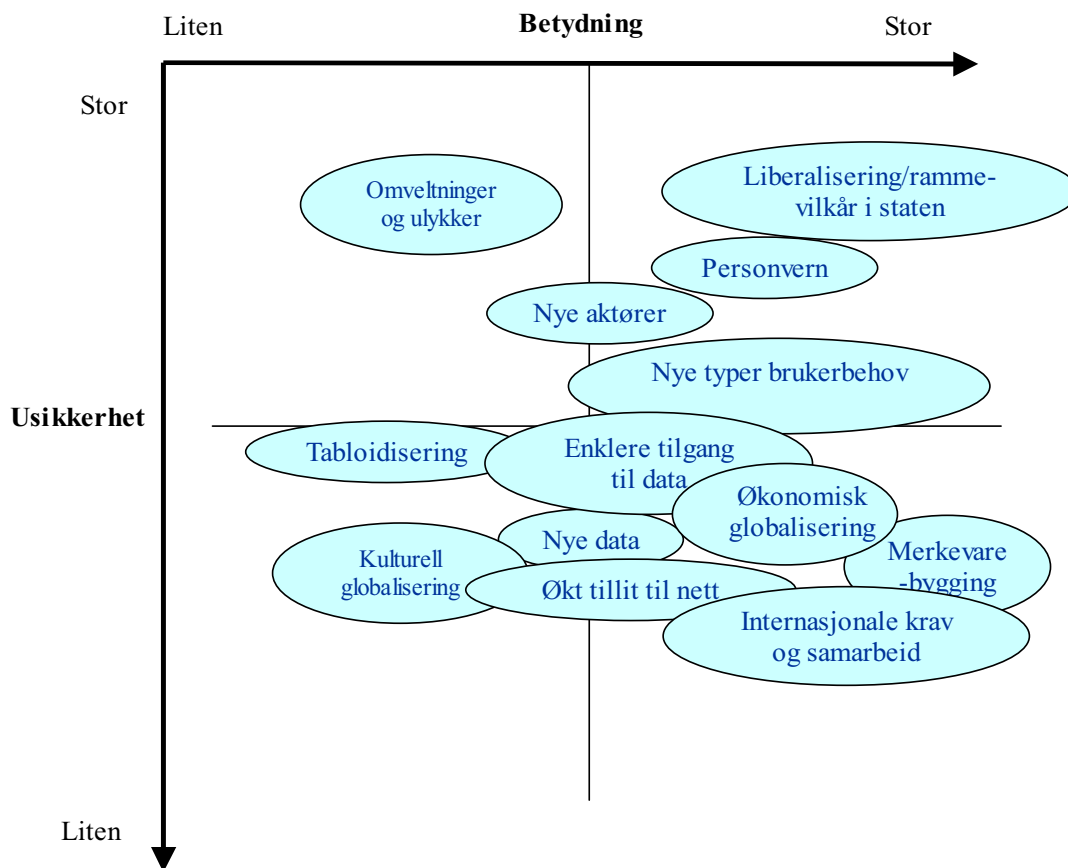 Liten
Betydning
Stor
Stor
Omveltninger
og ulykker
Liberalisering/ramme-
vilkår i staten
Personvern
Nye aktører
Nye typer brukerbehov
Usikkerhet
Tabloidisering
Enklere tilgang
til data
Økonomisk
globalisering
Nye data
Kulturell
globalisering
Merkevare
-bygging
Økt tillit til nett
Internasjonale krav
og samarbeid
Liten